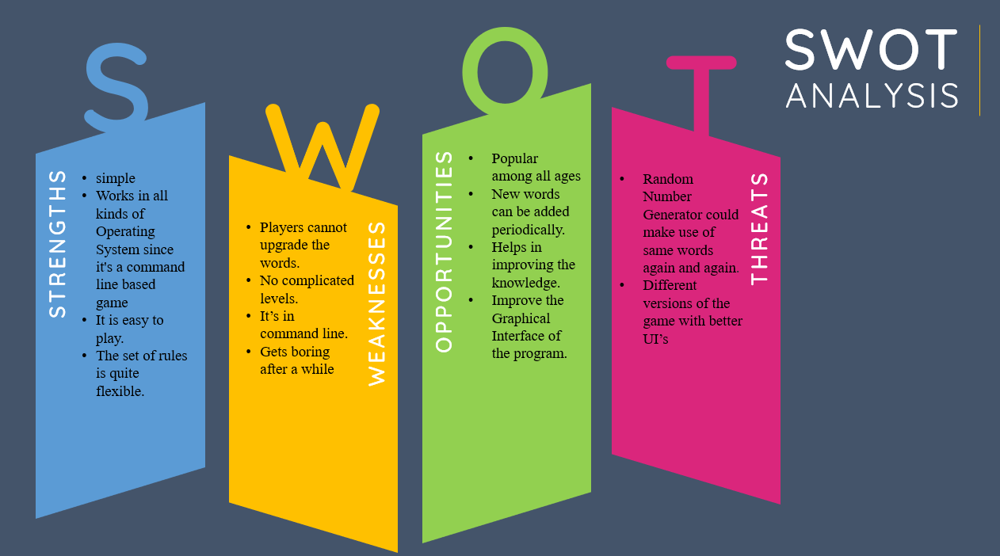 SWOT
ANALYSIS
S
STRENGTHS
• simple
• Works in all
kinds of
Operating
System since
it's a command
line based
game
• It is easy to
play.
• The set of rules
is quite
flexible.
W
WEAKNESSES
• Players cannot
upgrade the
words.
• No complicated
levels.
• It’s in
command line.
• Gets boring
after a while
O
OPPORTUNITIES
• Popular
among all ages
• New words
can be added
periodically.
• Helps in
improving the
knowledge.
• Improve the
Graphical
Interface of
the program.
T
THREATS
• Random
Number
Generator could
make use of
same words
again and again.
• Different
versions of the
game with better
UI’s